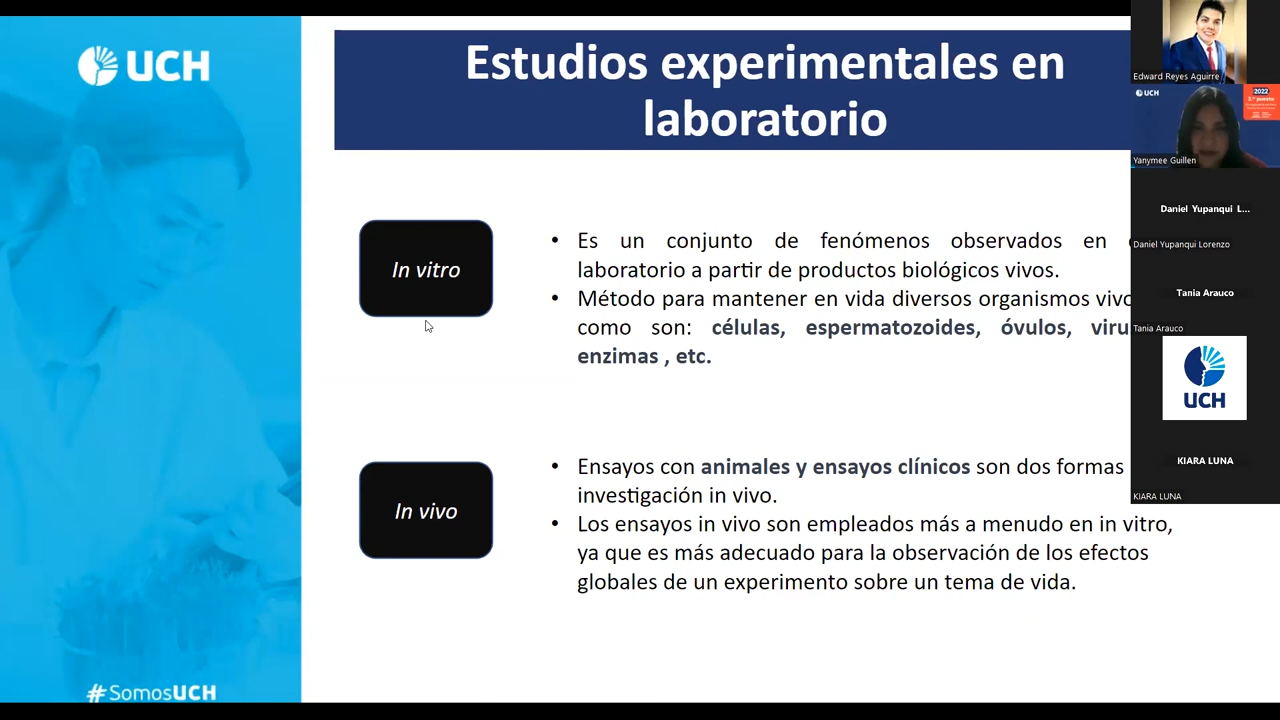 UCH
Estudios experimentales en
laboratorio
In vitro
• Es un conjunto de fenómenos observados en
laboratorio a partir de productos biológicos vivos.
• Método para mantener en vida diversos organismos
como son: células, espermatozoides, óvulos,
enzimas , etc.
In vivo
• Ensayos con animales y ensayos clínicos son dos formas
investigación in vivo.
• Los ensayos in vivo son empleados más a menudo en in vitro,
ya que es más adecuado para la observación de los efectos
globales de un experimento sobre un tema de vida.
#SomosUCH
Edward Reyes Aguirre
UCH
2022
Yanymee Guillen
Daniel Yupanqui L...
Daniel Yupanqui Lorenzo
Tania Arauco
Tania Arauco
UCH
KIARA LUNA
KIARA LUNA